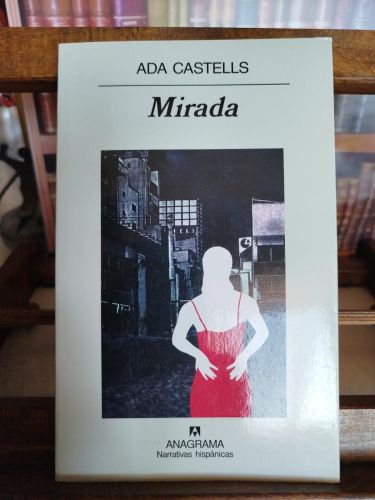 ADA CASTELLS
Mirada
ANAGRAMA
Narrativas hispánicas